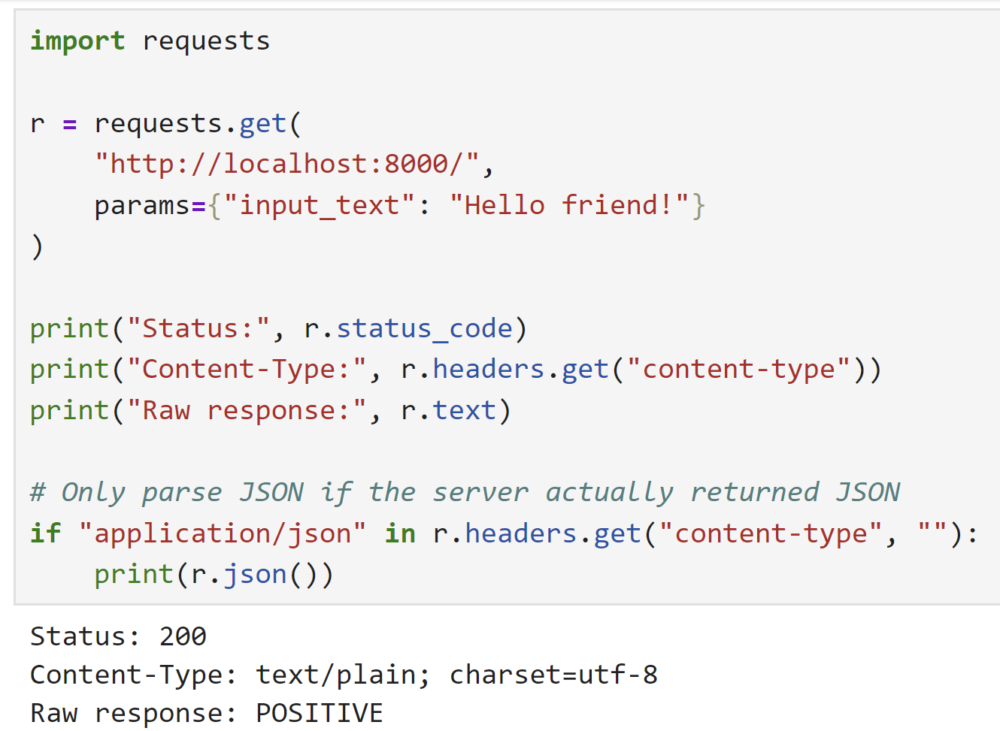 import requests

r = requests.get(
    "http://localhost:8000/",
    params={"input_text": "Hello friend!"}
)

print("Status:", r.status_code)
print("Content-Type:", r.headers.get("content-type"))
print("Raw response:", r.text)

# Only parse JSON if the server actually returned JSON
if "application/json" in r.headers.get("content-type", ""):
    print(r.json())
Status: 200
Content-Type: text/plain; charset=utf-8
Raw response: POSITIVE